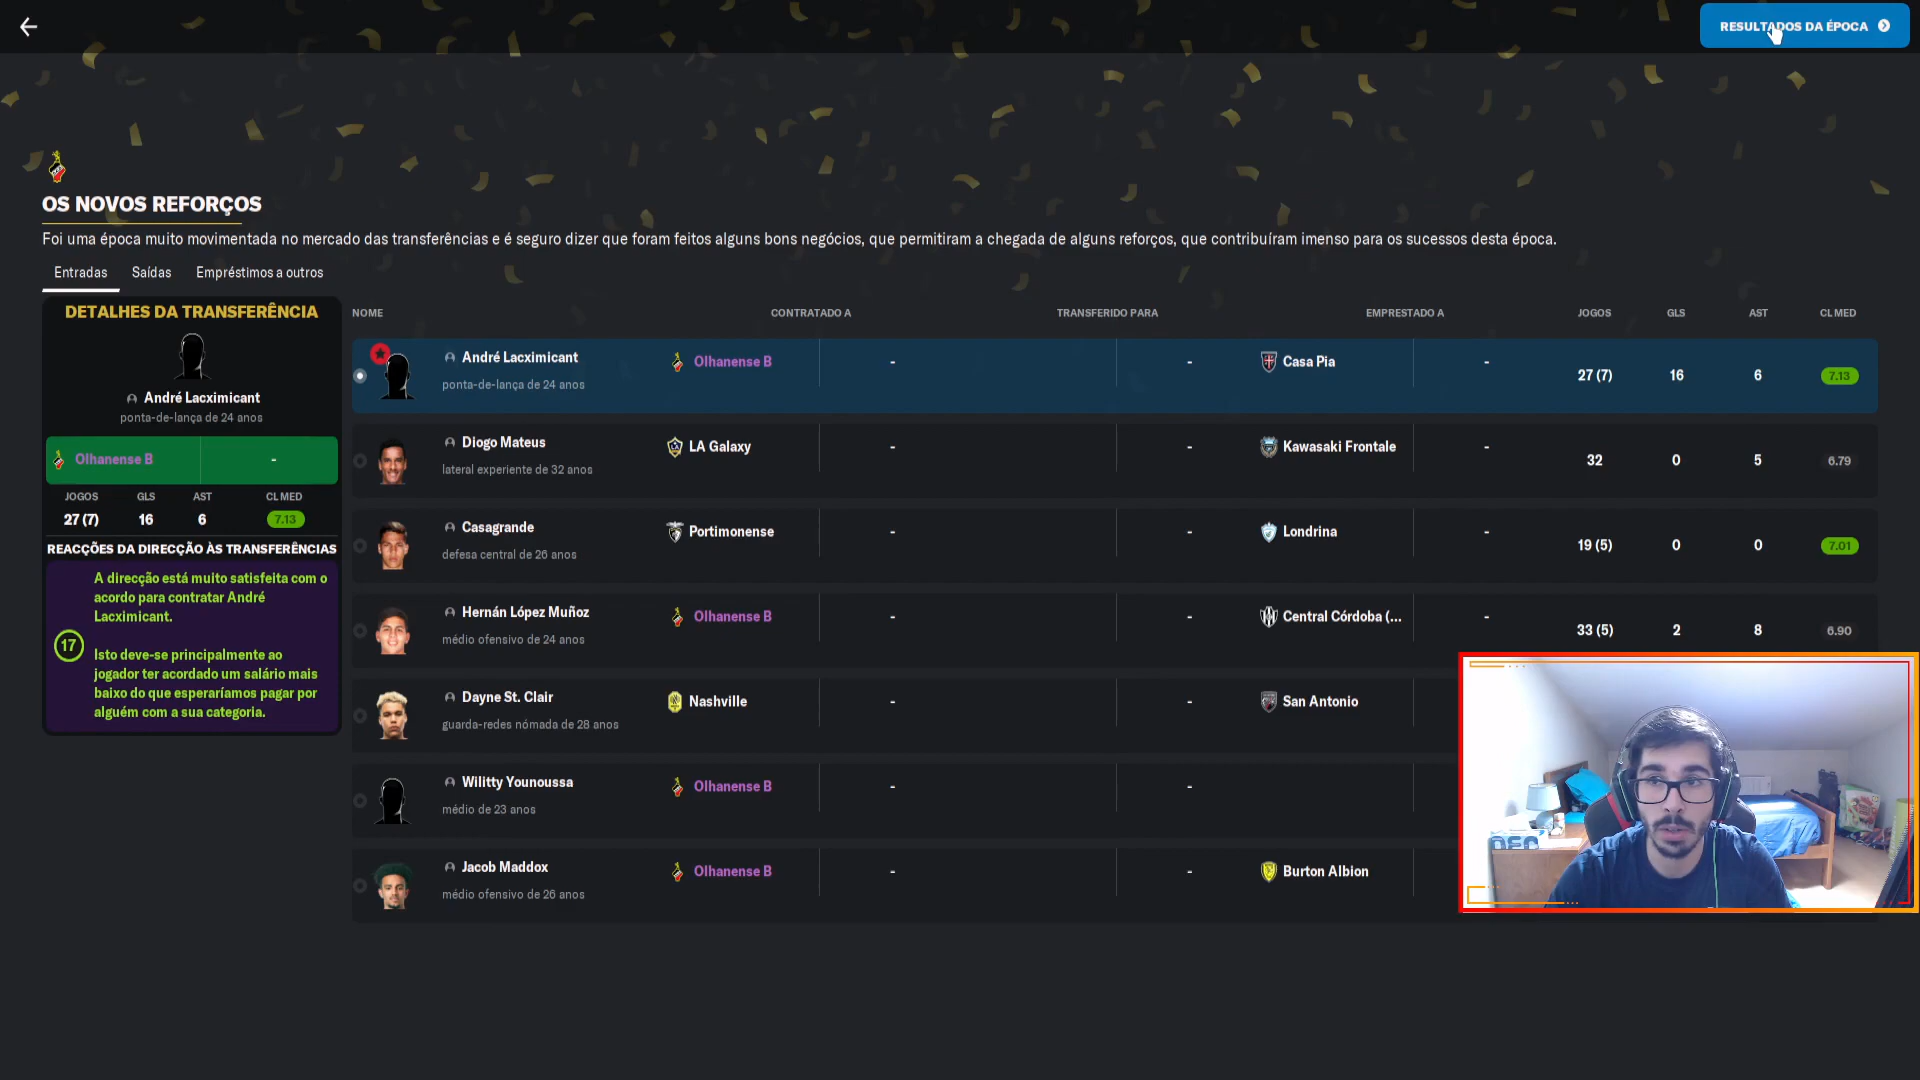 RESULTADOS DA ÉPOCA
OS NOVOS REFORÇOS
Foi uma época muito movimentada no mercado das transferências e é seguro dizer que foram feitos alguns bons negócios, que permitiram a chegada de alguns reforços, que contribuíram imenso para os sucessos desta época.
Entradas Saídas Empréstimos a outros
DETALHES DA TRANSFERÊNCIA
André Lacximicant
ponta-de-lança de 24 anos
Olhanense B -
JOGOS GLS AST CL MED
27 (7) 16 6 7.13
REACÇÕES DA DIRECÇÃO ÀS TRANSFERÊNCIAS
17
A direcção está muito satisfeita com o
acordo para contratar André
Lacximicant.
Isto deve-se principalmente ao
jogador ter acordado um salário mais
baixo do que esperaríamos pagar por
alguém com a sua categoria.
NOME CONTRATADO A TRANSFERIDO PARA EMPRESTADO A JOGOS GLS AST CL MED
André Lacximicant Olhanense B - - Casa Pia - 27 (7) 16 6 7.13
ponta-de-lança de 24 anos
Diogo Mateus LA Galaxy - - Kawasaki Frontale - 32 0 5 6.79
lateral experiente de 32 anos
Casagrande Portimonense - - Londrina - 19 (5) 0 0 7.01
defesa central de 26 anos
Hernán López Muñoz Olhanense B - - Central Córdoba (... - 33 (5) 2 8 6.90
médio ofensivo de 24 anos
Dayne St. Clair Nashville - - San Antonio -
guarda-redes nómada de 28 anos
Wilitty Younoussa Olhanense B - -
médio de 23 anos
Jacob Maddox Olhanense B - - Burton Albion -
médio ofensivo de 26 anos